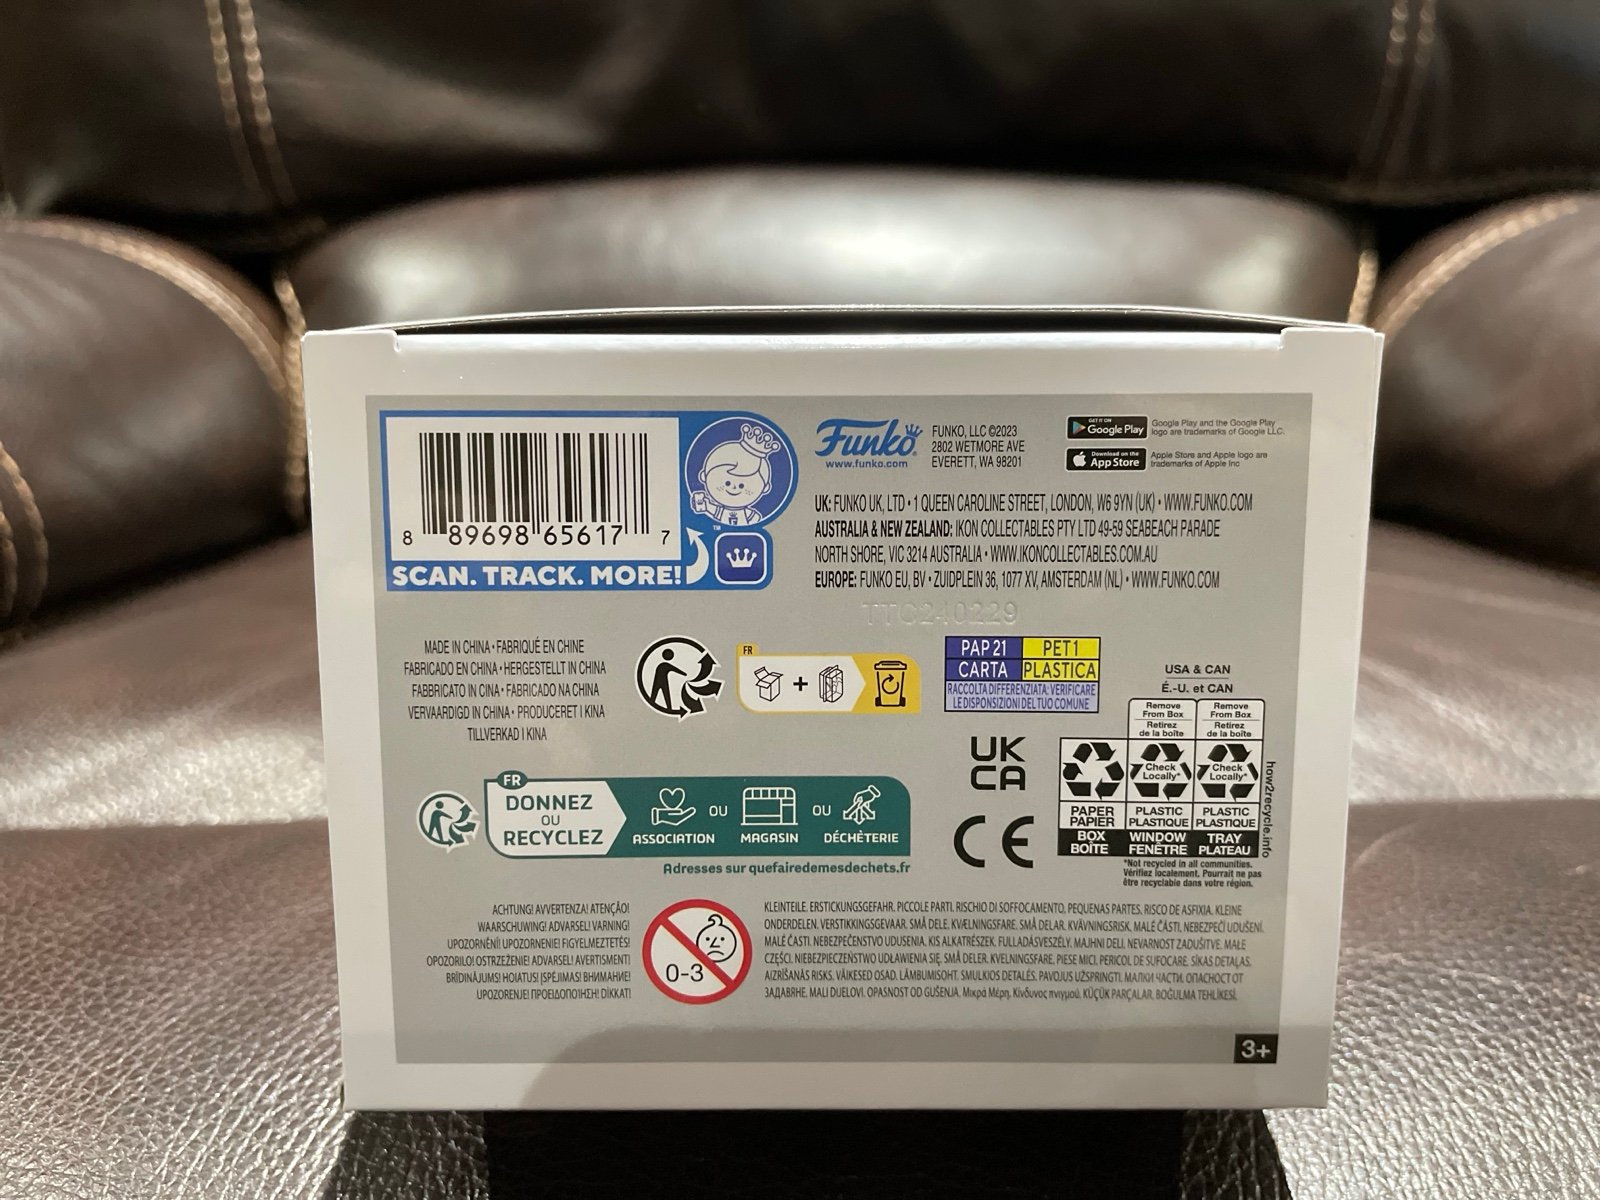 8 89698 65617 7
SCAN. TRACK. MORE!
TM
Funko
www.funko.com
FUNKO, LLC ©2023
2802 WETMORE AVE
EVERETT, WA 98201
GET IT ON
Google Play
Google Play and the Google Play
logo are trademarks of Google LLC.
Download on the
App Store
Apple Store and Apple logo are
trademarks of Apple Inc
UK: FUNKO UK, LTD • 1 QUEEN CAROLINE STREET, LONDON, W6 9YN (UK) • WWW.FUNKO.COM
AUSTRALIA & NEW ZEALAND: IKON COLLECTABLES PTY LTD 49-59 SEABEACH PARADE
NORTH SHORE, VIC 3214 AUSTRALIA • WWW.IKONCOLLECTABLES.COM.AU
EUROPE: FUNKO EU, BV • ZUIDPLEIN 36, 1077 XV, AMSTERDAM (NL) • WWW.FUNKO.COM
TTC240229
MADE IN CHINA • FABRIQUÉ EN CHINE
FABRICADO EN CHINA • HERGESTELLT IN CHINA
FABBRICATO IN CINA • FABRICADO NA CHINA
VERVAARDIGD IN CHINA • PRODUCERET I KINA
TILLVERKAD I KINA
FR
+
PAP 21 PET 1
CARTA PLASTICA
RACCOLTA DIFFERENZIATA: VERIFICARE
LE DISPOSIZIONI DEL TUO COMUNE
USA & CAN
É.-U. et CAN
Remove
From Box
Retirez
de la boîte
Remove
From Box
Retirez
de la boîte
Check
Locally*
Check
Locally*
PAPER
PAPIER
PLASTIC
PLASTIQUE
PLASTIC
PLASTIQUE
BOX
BOÎTE
WINDOW
FENÊTRE
TRAY
PLATEAU
how2recycle.info
*Not recycled in all communities.
Vérifiez localement. Pourrait ne pas
être recyclable dans votre région.
UK
CA
CE
FR
DONNEZ
OU
RECYCLEZ
ASSOCIATION
OU
MAGASIN
OU
DÉCHÈTERIE
Adresses sur quefairedemesdechets.fr
ACHTUNG! AVVERTENZA! ATENÇÃO!
WAARSCHUWING! ADVARSEL! VARNING!
UPOZORNĚNÍ! UPOZORNENIE! FIGYELMEZTETÉS!
OPOZORILO! OSTRZEŻENIE! ADVARSEL! AVERTISMENT!
BRĪDINĀJUMS! HOIATUS! ĮSPĖJIMAS! ВНИМАНИЕ!
UPOZORENJE! ΠΡΟΕΙΔΟΠΟΙΗΣΗ! DİKKAT!
0-3
KLEINTEILE. ERSTICKUNGSGEFAHR. PICCOLE PARTI. RISCHIO DI SOFFOCAMENTO, PEQUENAS PARTES. RISCO DE ASFIXIA. KLEINE
ONDERDELEN. VERSTIKKINGSGEVAAR. SMÅ DELE. KVÆLNINGSFARE. SMÅ DELAR. KVÄVNINGSRISK. MALÉ ČÁSTI. NEBEZPEČÍ UDUŠENÍ.
MALÉ ČASTI. NEBEZPEČENSTVO UDUSENIA. KIS ALKATRÉSZEK. FULLADÁSVESZÉLY. MAJHNI DELI. NEVARNOST ZADUŠITVE. MAŁE
CZĘŚCI. NIEBEZPIECZEŃSTWO UDŁAWIENIA SIĘ. SMÅ DELER. KVELNINGSFARE. PIESE MICI. PERICOL DE SUFOCARE. SĪKAS DETAĻAS.
AIZRĪŠANĀS RISKS. VÄIKESED OSAD. LÄMBUMISOHT. SMULKIOS DETALĖS. PAVOJUS UŽSPRINGTI. МАЛКИ ЧАСТИ. ОПАСНОСТ ОТ
ЗАДАВЯНЕ. MALI DIJELOVI. OPASNOST OD GUŠENJA. Μικρά Μέρη. Κίνδυνος πνιγμού. KÜÇÜK PARÇALAR. BOĞULMA TEHLİKESİ.
3+